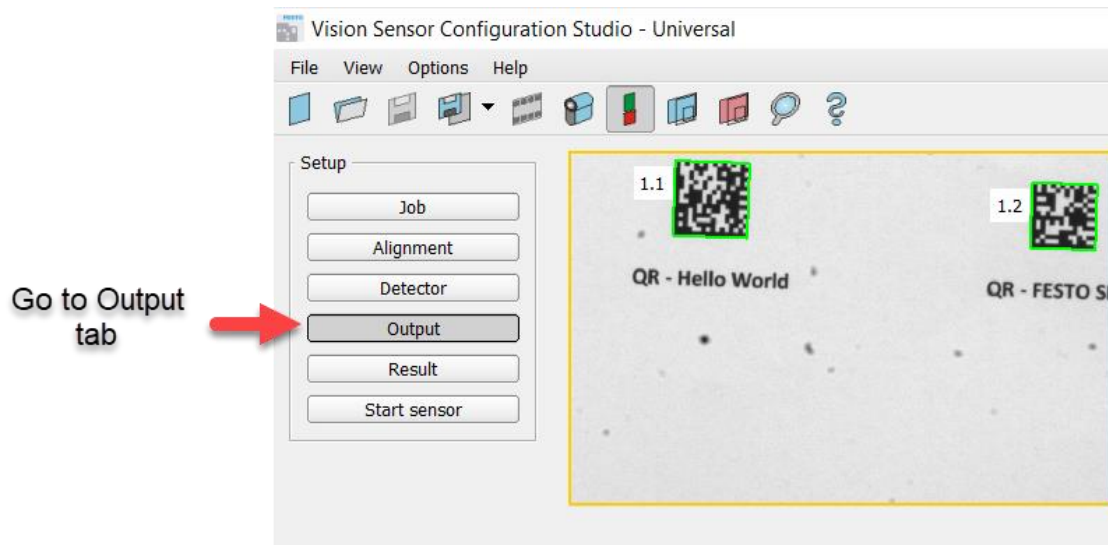 FESTO
Vision Sensor Configuration Studio - Universal
File View Options Help
Setup
Job
Alignment
Detector
Output
Result
Start sensor
Go to Output
tab
1.1
1.2
QR - Hello World
QR - FESTO